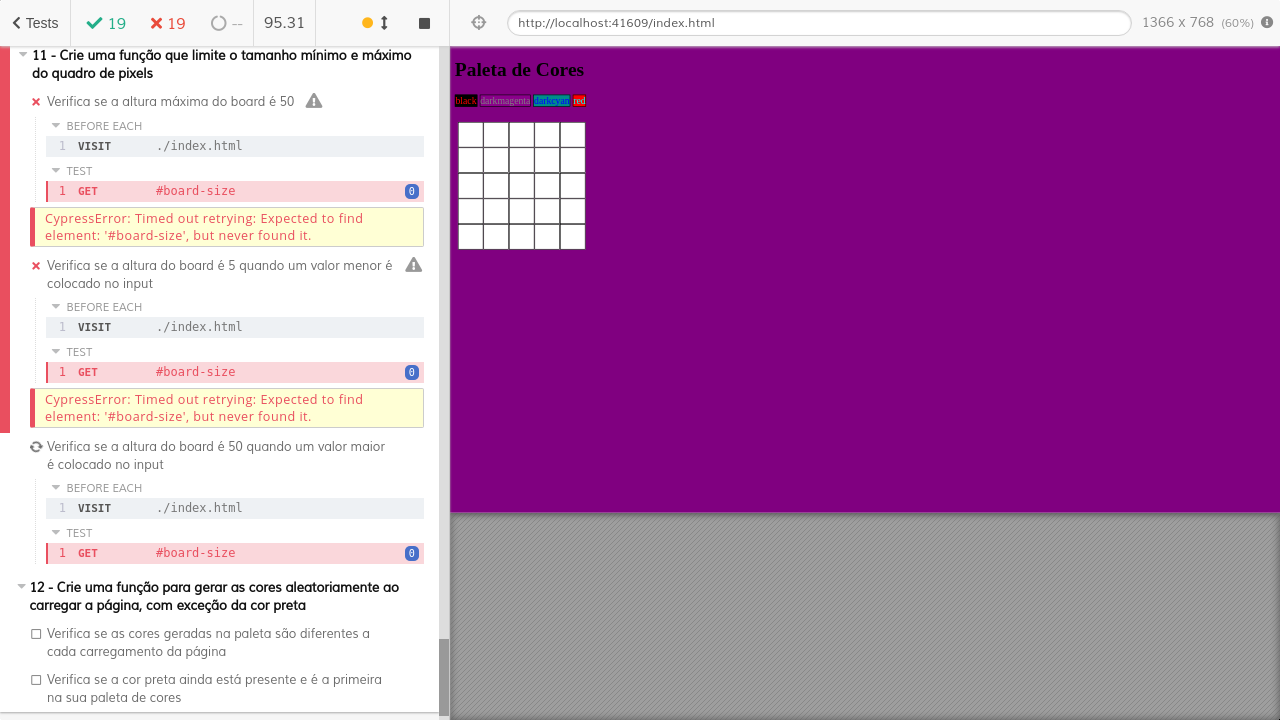 Tests 19 19 -- 95.31 http://localhost:41609/index.html 1366 x 768 (60%)
11 - Crie uma função que limite o tamanho mínimo e máximo
do quadro de pixels
Verifica se a altura máxima do board é 50
BEFORE EACH
1 VISIT ./index.html
TEST
1 GET #board-size 0
CypressError: Timed out retrying: Expected to find
element: '#board-size', but never found it.
Verifica se a altura do board é 5 quando um valor menor é
colocado no input
BEFORE EACH
1 VISIT ./index.html
TEST
1 GET #board-size 0
CypressError: Timed out retrying: Expected to find
element: '#board-size', but never found it.
Verifica se a altura do board é 50 quando um valor maior
é colocado no input
BEFORE EACH
1 VISIT ./index.html
TEST
1 GET #board-size 0
12 - Crie uma função para gerar as cores aleatoriamente ao
carregar a página, com exceção da cor preta
Verifica se as cores geradas na paleta são diferentes a
cada carregamento da página
Verifica se a cor preta ainda está presente e é a primeira
na sua paleta de cores
Paleta de Cores
black darkmagenta darkcyan red